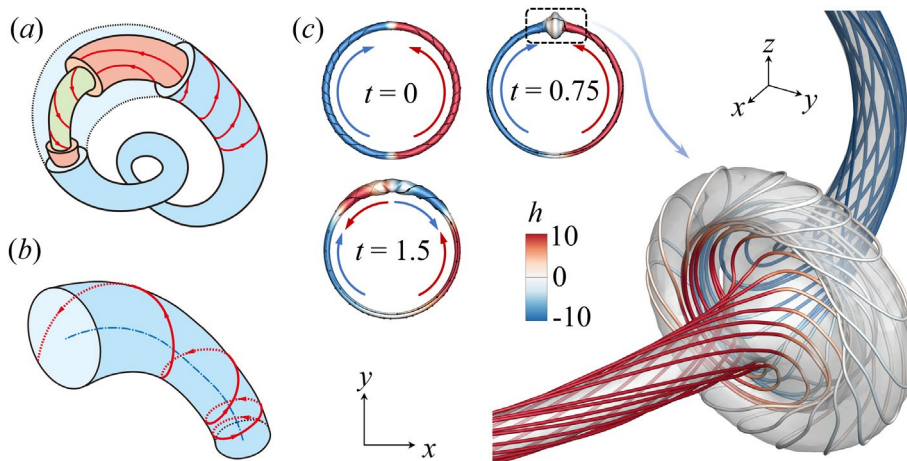 (a)
(c)
t = 0
t = 0.75
z
x
y
t = 1.5
h
10
0
-10
(b)
y
x